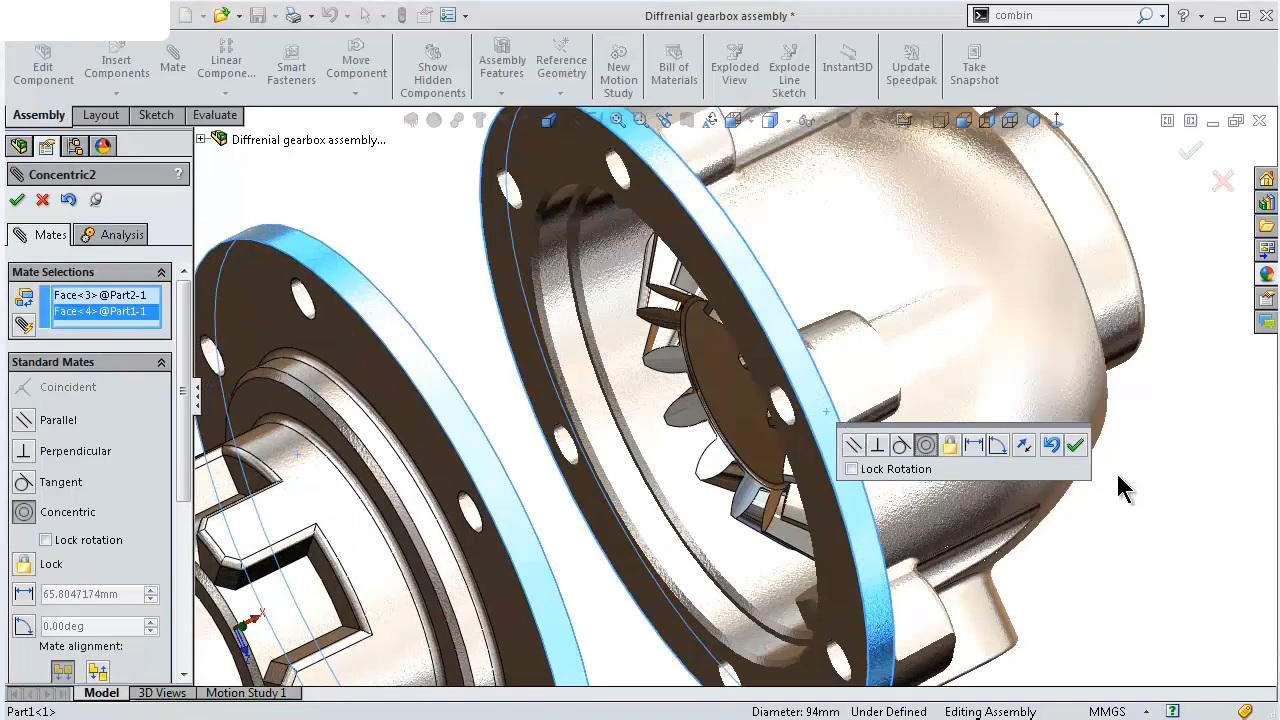 Diffrenial gearbox assembly *
combin
?
Edit Component
Insert Components
Mate
Linear Compone...
Smart Fasteners
Move Component
Show Hidden Components
Assembly Features
Reference Geometry
New Motion Study
Bill of Materials
Exploded View
Explode Line Sketch
Instant3D
Update Speedpak
Take Snapshot
Assembly Layout Sketch Evaluate
Diffrenial gearbox assembly...
Concentric2 ?
Mates Analysis
Mate Selections
Face<3>@Part2-1
Face<4>@Part1-1
Standard Mates
Coincident
Parallel
Perpendicular
Tangent
Concentric
Lock rotation
Lock
65.8047174mm
0.00deg
Mate alignment:
Lock Rotation
X
Model 3D Views Motion Study 1
Part1<1> Diameter: 94mm Under Defined Editing Assembly MMGS ?